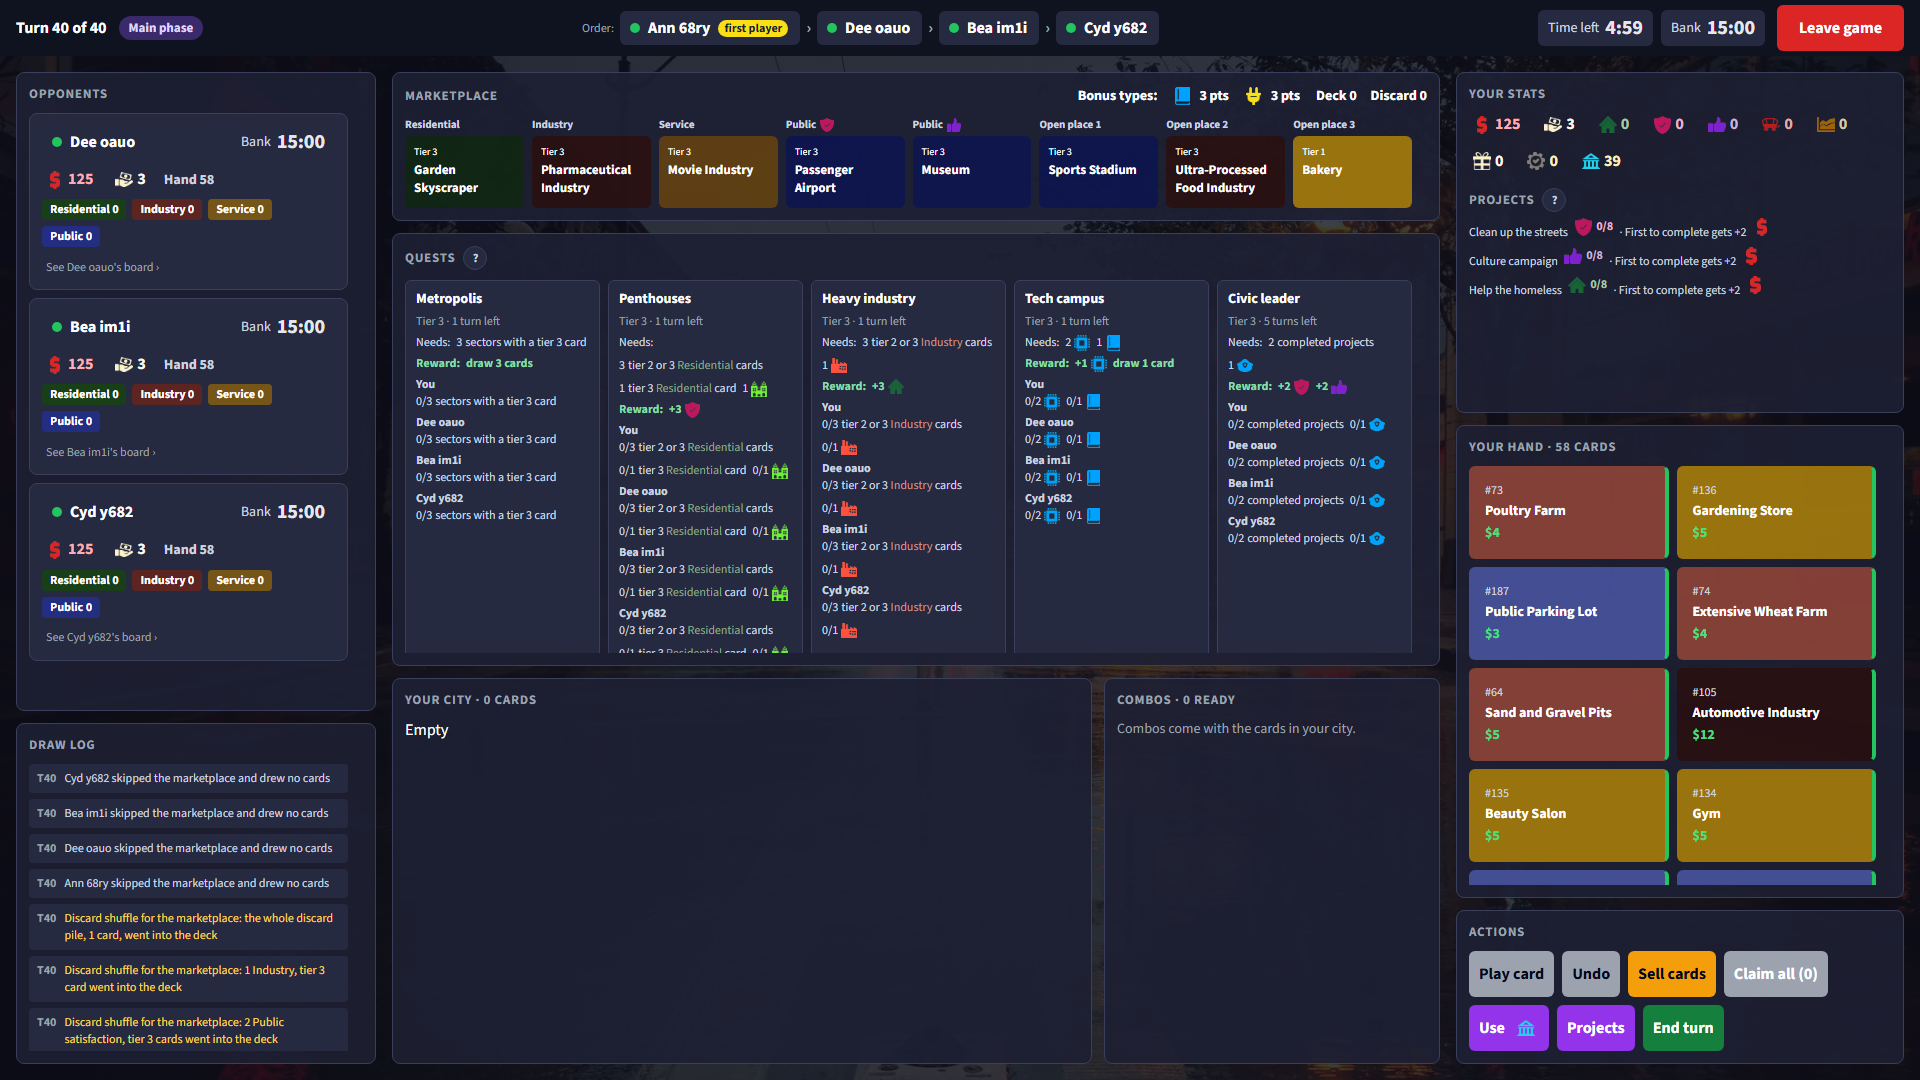 Turn 40 of 40
Main phase
Order:
Ann 68ry first player › Dee oauo › Bea im1i › Cyd y682
Time left 4:59
Bank 15:00
Leave game
OPPONENTS
Dee oauo
Bank 15:00
125 3 Hand 58
Residential 0 Industry 0 Service 0
Public 0
See Dee oauo's board ›
Bea im1i
Bank 15:00
125 3 Hand 58
Residential 0 Industry 0 Service 0
Public 0
See Bea im1i's board ›
Cyd y682
Bank 15:00
125 3 Hand 58
Residential 0 Industry 0 Service 0
Public 0
See Cyd y682's board ›
DRAW LOG
T40 Cyd y682 skipped the marketplace and drew no cards
T40 Bea im1i skipped the marketplace and drew no cards
T40 Dee oauo skipped the marketplace and drew no cards
T40 Ann 68ry skipped the marketplace and drew no cards
T40 Discard shuffle for the marketplace: the whole discard
pile, 1 card, went into the deck
T40 Discard shuffle for the marketplace: 1 Industry, tier 3
card went into the deck
T40 Discard shuffle for the marketplace: 2 Public
satisfaction, tier 3 cards went into the deck
MARKETPLACE
Bonus types: 3 pts 3 pts Deck 0 Discard 0
Residential
Tier 3
Garden
Skyscraper
Industry
Tier 3
Pharmaceutical
Industry
Service
Tier 3
Movie Industry
Public
Tier 3
Passenger
Airport
Public
Tier 3
Museum
Open place 1
Tier 3
Sports Stadium
Open place 2
Tier 3
Ultra-Processed
Food Industry
Open place 3
Tier 1
Bakery
QUESTS ?
Metropolis
Tier 3 · 1 turn left
Needs: 3 sectors with a tier 3 card
Reward: draw 3 cards
You
0/3 sectors with a tier 3 card
Dee oauo
0/3 sectors with a tier 3 card
Bea im1i
0/3 sectors with a tier 3 card
Cyd y682
0/3 sectors with a tier 3 card
Penthouses
Tier 3 · 1 turn left
Needs:
3 tier 2 or 3 Residential cards
1 tier 3 Residential card 1
Reward: +3
You
0/3 tier 2 or 3 Residential cards
0/1 tier 3 Residential card 0/1
Dee oauo
0/3 tier 2 or 3 Residential cards
0/1 tier 3 Residential card 0/1
Bea im1i
0/3 tier 2 or 3 Residential cards
0/1 tier 3 Residential card 0/1
Cyd y682
0/3 tier 2 or 3 Residential cards
0/1 tier 3 Residential card 0/1
Heavy industry
Tier 3 · 1 turn left
Needs: 3 tier 2 or 3 Industry cards
1
Reward: +3
You
0/3 tier 2 or 3 Industry cards
0/1
Dee oauo
0/3 tier 2 or 3 Industry cards
0/1
Bea im1i
0/3 tier 2 or 3 Industry cards
0/1
Cyd y682
0/3 tier 2 or 3 Industry cards
0/1
Tech campus
Tier 3 · 1 turn left
Needs: 2 1
Reward: +1 draw 1 card
You
0/2 0/1
Dee oauo
0/2 0/1
Bea im1i
0/2 0/1
Cyd y682
0/2 0/1
Civic leader
Tier 3 · 5 turns left
Needs: 2 completed projects
1
Reward: +2 +2
You
0/2 completed projects 0/1
Dee oauo
0/2 completed projects 0/1
Bea im1i
0/2 completed projects 0/1
Cyd y682
0/2 completed projects 0/1
YOUR CITY · 0 CARDS
Empty
COMBOS · 0 READY
Combos come with the cards in your city.
YOUR STATS
125 3 0 0 0 0 0
0 0 39
PROJECTS ?
Clean up the streets 0/8 · First to complete gets +2
Culture campaign 0/8 · First to complete gets +2
Help the homeless 0/8 · First to complete gets +2
YOUR HAND · 58 CARDS
#73
Poultry Farm
$4
#136
Gardening Store
$5
#187
Public Parking Lot
$3
#74
Extensive Wheat Farm
$4
#64
Sand and Gravel Pits
$5
#105
Automotive Industry
$12
#135
Beauty Salon
$5
#134
Gym
$5
ACTIONS
Play card
Undo
Sell cards
Claim all (0)
Use
Projects
End turn